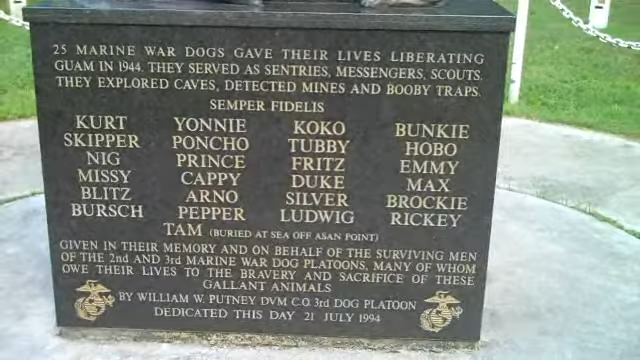 25 MARINE WAR DOGS GAVE THEIR LIVES LIBERATING
GUAM IN 1944. THEY SERVED AS SENTRIES, MESSENGERS, SCOUTS.
THEY EXPLORED CAVES, DETECTED MINES AND BOOBY TRAPS.
SEMPER FIDELIS
KURT YONNIE KOKO BUNKIE
SKIPPER PONCHO TUBBY HOBO
NIG PRINCE FRITZ EMMY
MISSY CAPPY DUKE MAX
BLITZ ARNO SILVER BROCKIE
BURSCH PEPPER LUDWIG RICKEY
TAM (BURIED AT SEA OFF ASAN POINT)
GIVEN IN THEIR MEMORY AND ON BEHALF OF THE SURVIVING MEN
OF THE 2nd AND 3rd MARINE WAR DOG PLATOONS, MANY OF WHOM
OWE THEIR LIVES TO THE BRAVERY AND SACRIFICE OF THESE
GALLANT ANIMALS
BY WILLIAM W. PUTNEY DVM C.O. 3rd DOG PLATOON
DEDICATED THIS DAY 21 JULY 1994